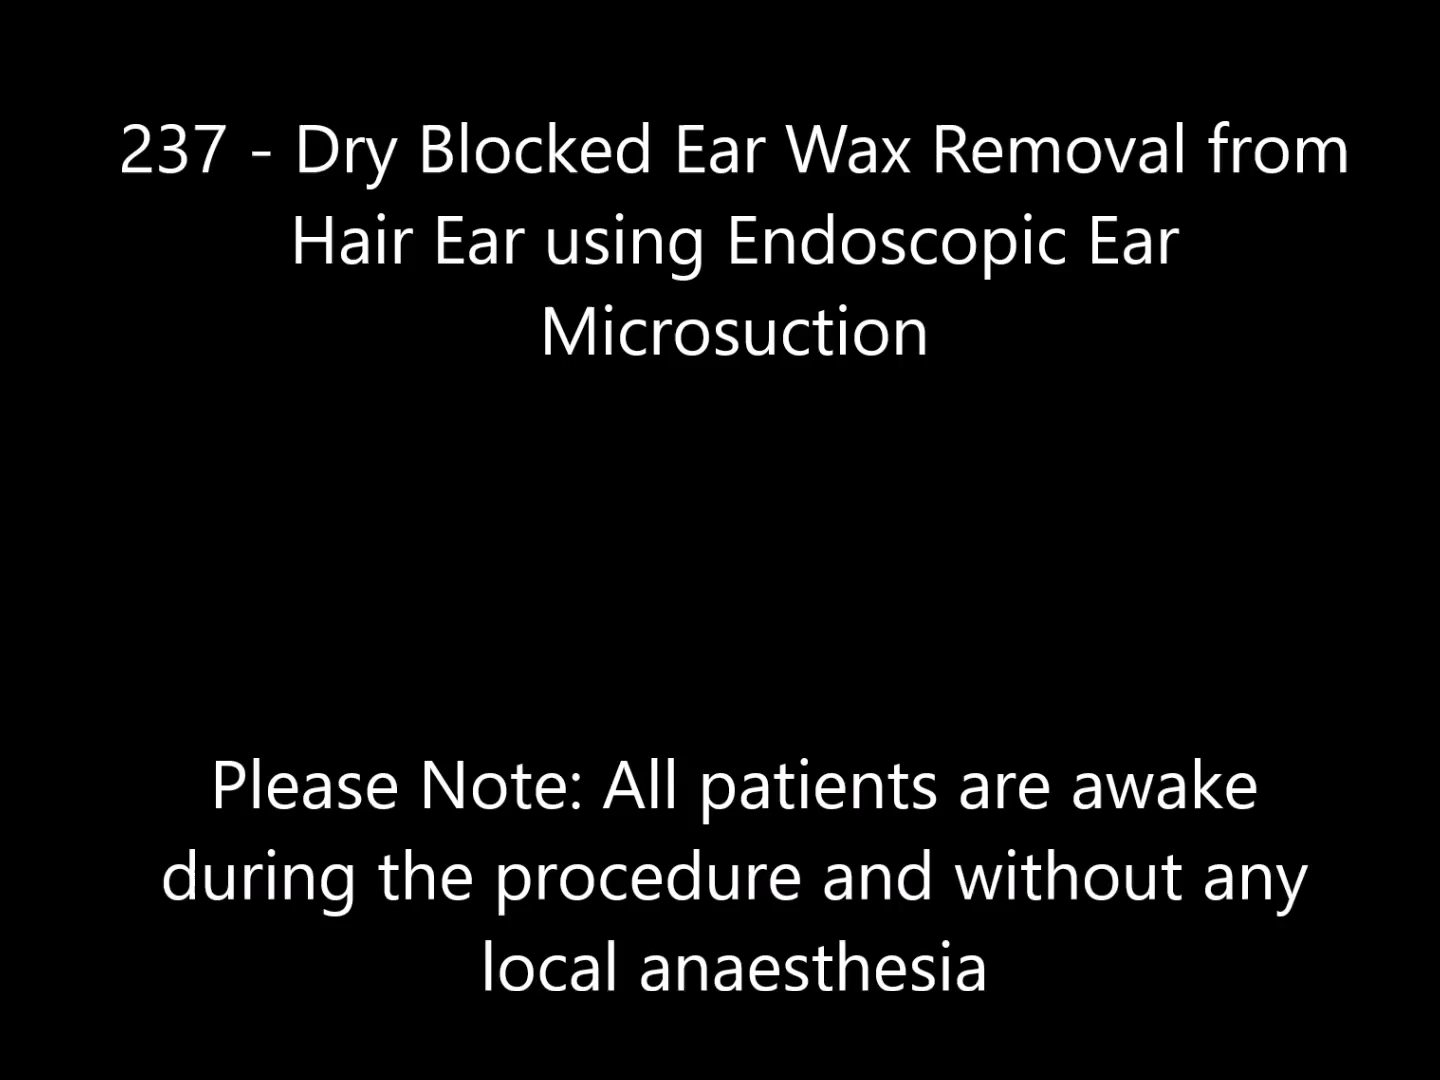 237 - Dry Blocked Ear Wax Removal from
Hair Ear using Endoscopic Ear
Microsuction
Please Note: All patients are awake
during the procedure and without any
local anaesthesia